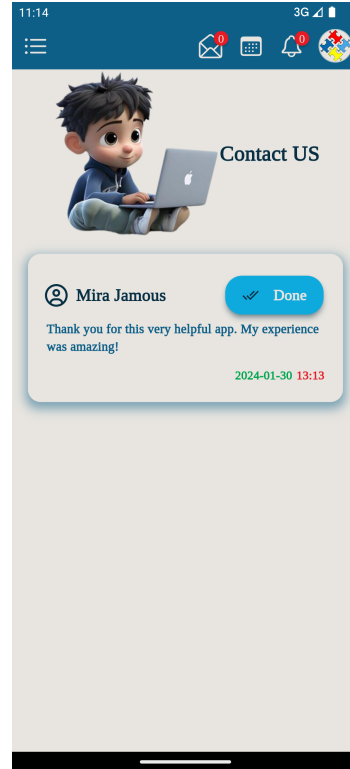 11:14
3G
0
0
Contact US
Mira Jamous
Done
Thank you for this very helpful app. My experience
was amazing!
2024-01-30 13:13